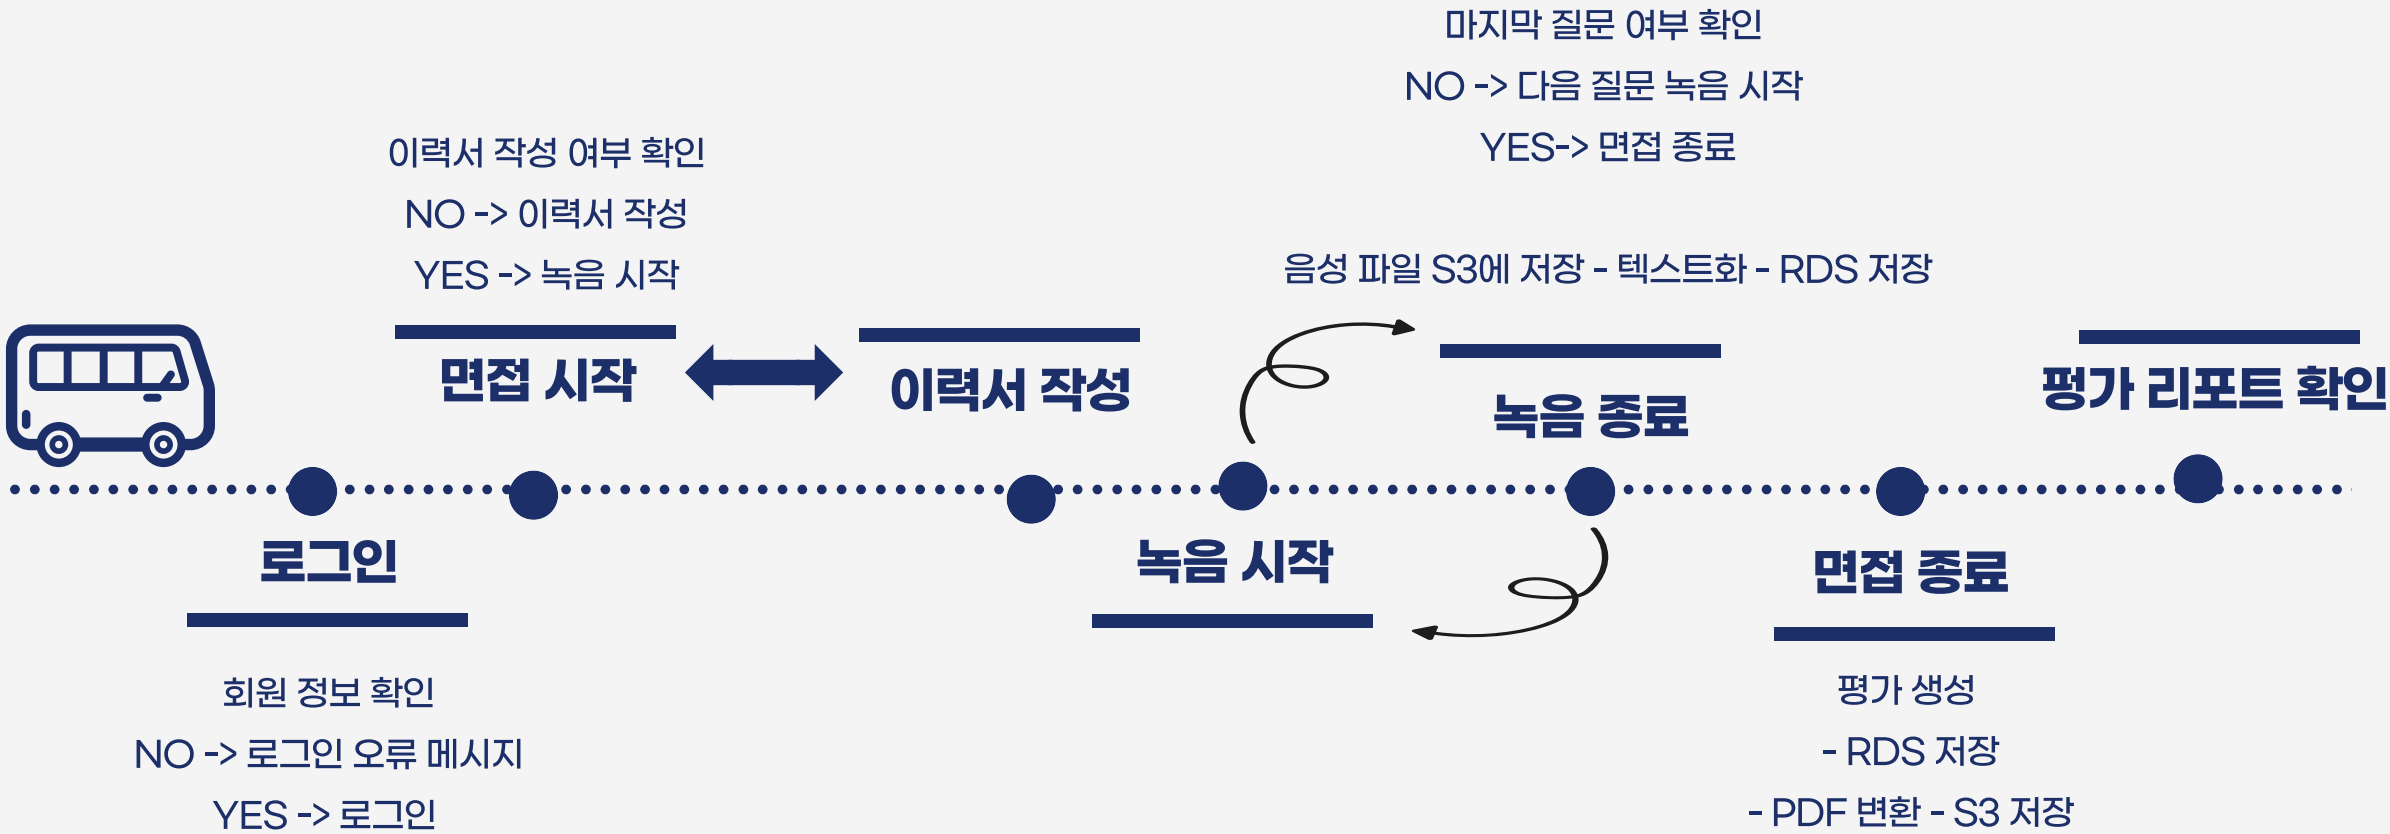 마지막 질문 여부 확인
NO -> 다음 질문 녹음 시작
YES-> 면접 종료
이력서 작성 여부 확인
NO -> 이력서 작성
YES -> 녹음 시작
음성 파일 S3에 저장 - 텍스트화 - RDS 저장
면접 시작
이력서 작성
녹음 종료
평가 리포트 확인
로그인
녹음 시작
면접 종료
회원 정보 확인
NO -> 로그인 오류 메시지
YES -> 로그인
평가 생성
- RDS 저장
- PDF 변환 - S3 저장